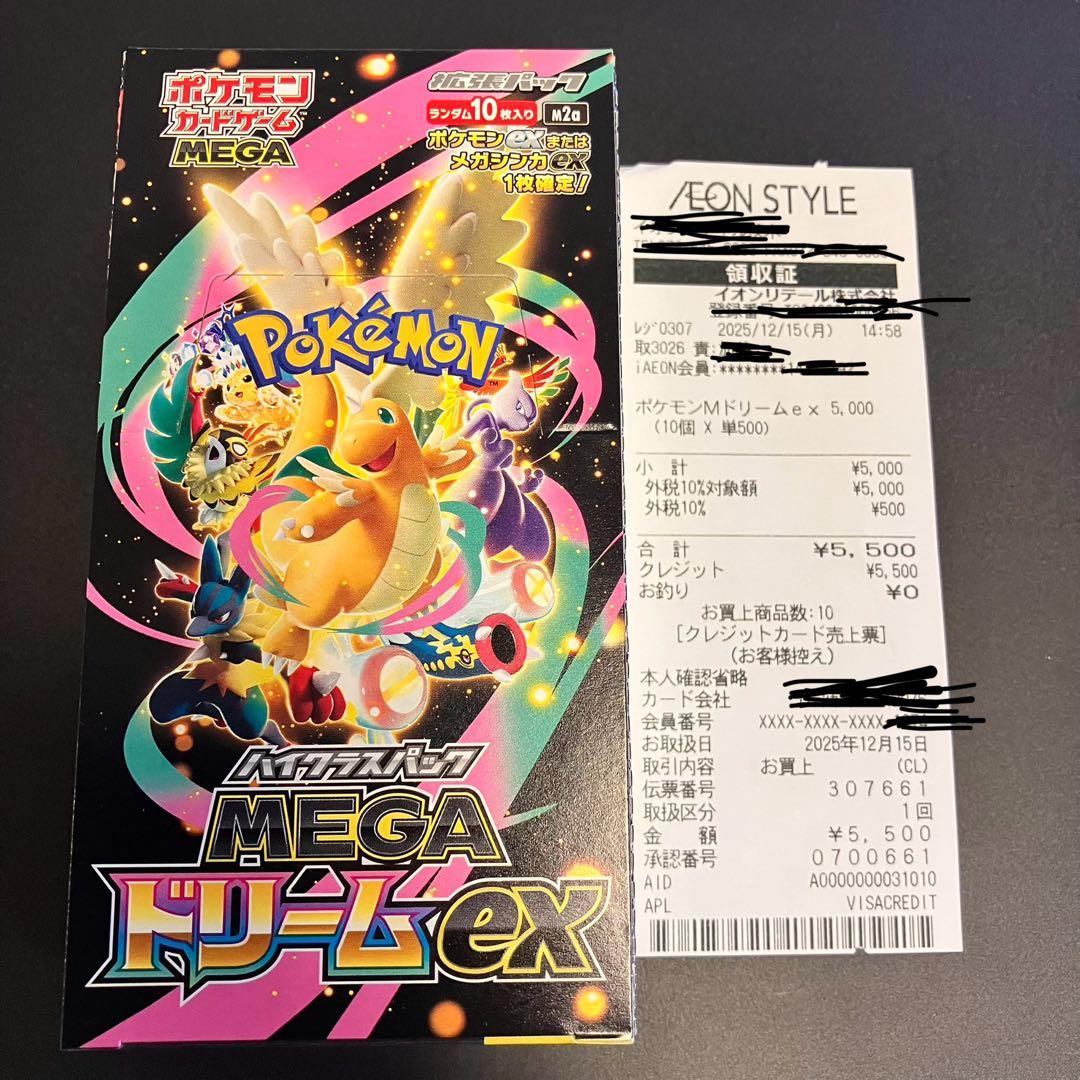 ポケモン
カードゲーム
MEGA
拡張パック
ランダム10枚入り
M2a
ポケモンexまたは
メガシンカex
1枚確定!
POKéMON
TM
ハイクラスパック
MEGA
ドリームex
ÆON STYLE
領収証
イオンリテール株式会社
登録番号
レジ0307 2025/12/15(月) 14:58
取3026 責:
iAEON会員:********
ポケモンMドリームex 5,000
(10個 X 単500)
小 計 ¥5,000
外税10%対象額 ¥5,000
外税10% ¥500
合 計 ¥5,500
クレジット ¥5,500
お釣り ¥0
お買上商品数:10
[クレジットカード売上票]
(お客様控え)
本人確認省略
カード会社
会員番号 XXXX-XXXX-XXXX
お取扱日 2025年12月15日
取引内容 お買上 (CL)
伝票番号 307661
取扱区分 1回
金 額 ¥5,500
承認番号 0700661
AID A0000000031010
APL VISACREDIT